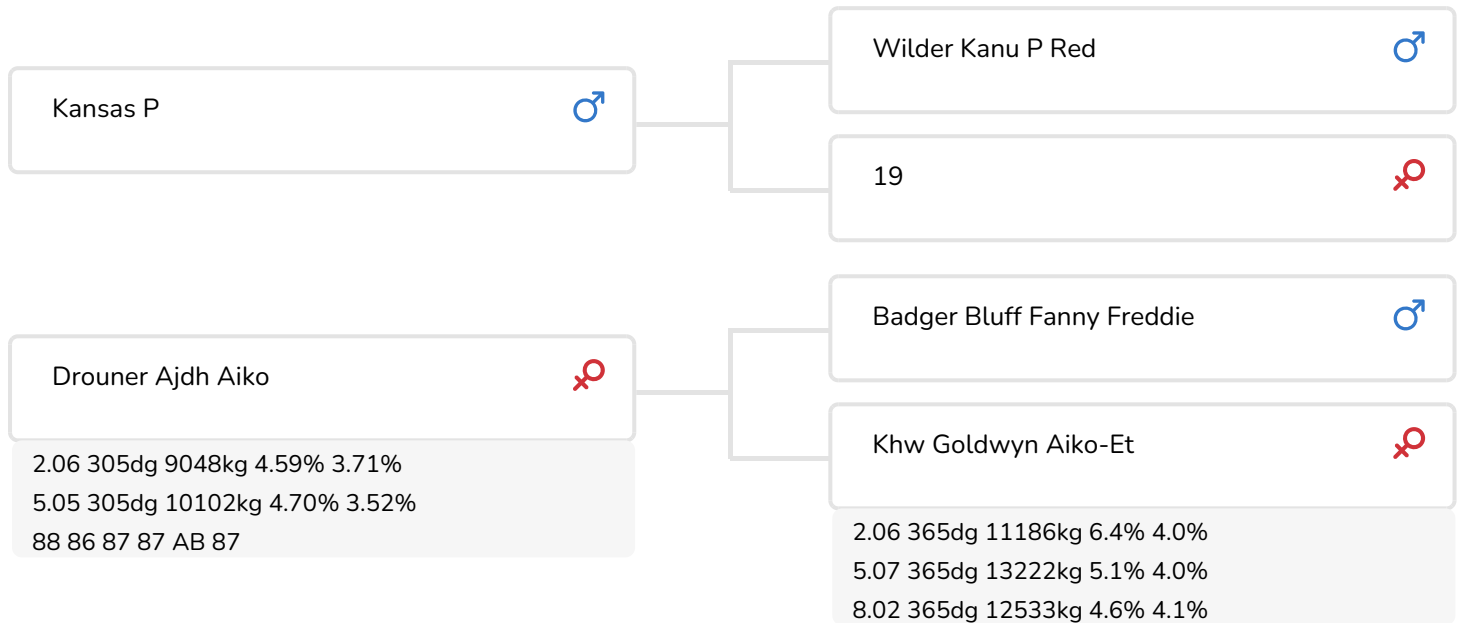 Kansas P
Wilder Kanu P Red
19
Drouner Ajdh Aiko
2.06 305dg 9048kg 4.59% 3.71%
5.05 305dg 10102kg 4.70% 3.52%
88 86 87 87 AB 87
Badger Bluff Fanny Freddie
Khw Goldwyn Aiko-Et
2.06 365dg 11186kg 6.4% 4.0%
5.07 365dg 13222kg 5.1% 4.0%
8.02 365dg 12533kg 4.6% 4.1%